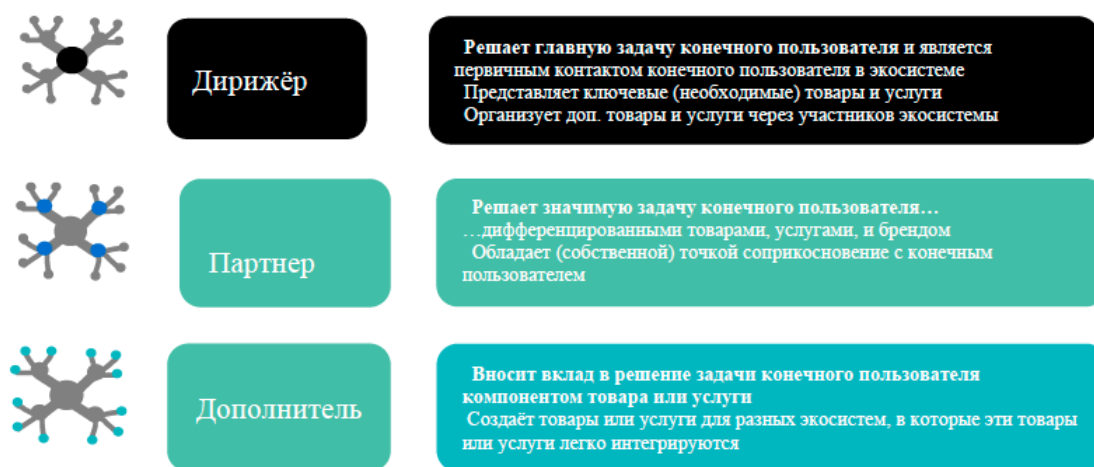 Дирижёр
Решает главную задачу конечного пользователя и является
первичным контактом конечного пользователя в экосистеме
Представляет ключевые (необходимые) товары и услуги
Организует доп. товары и услуги через участников экосистемы
Партнер
Решает значимую задачу конечного пользователя…
…дифференцированными товарами, услугами, и брендом
Обладает (собственной) точкой соприкосновение с конечным
пользователем
Дополнитель
Вносит вклад в решение задачи конечного пользователя
компонентом товара или услуги
Создаёт товары или услуги для разных экосистем, в которые эти товары
или услуги легко интегрируются